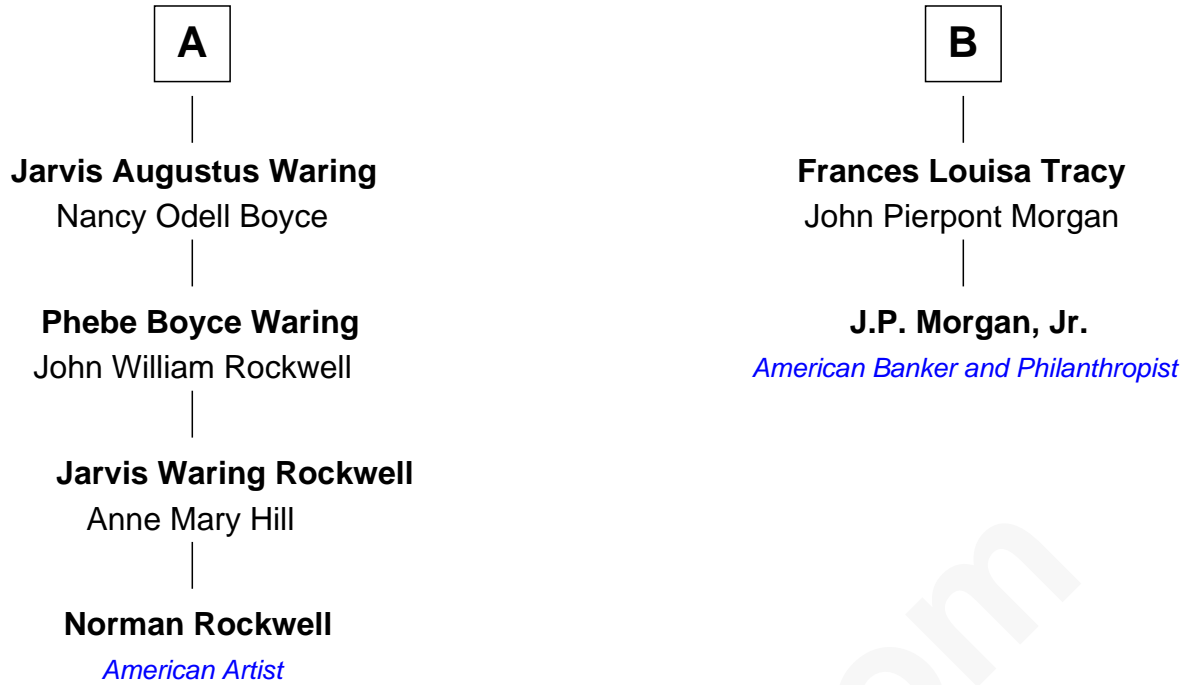 A
Jarvis Augustus Waring
Nancy Odell Boyce
Phebe Boyce Waring
John William Rockwell
Jarvis Waring Rockwell
Anne Mary Hill
Norman Rockwell
American Artist
B
Frances Louisa Tracy
John Pierpont Morgan
J.P. Morgan, Jr.
American Banker and Philanthropist
om